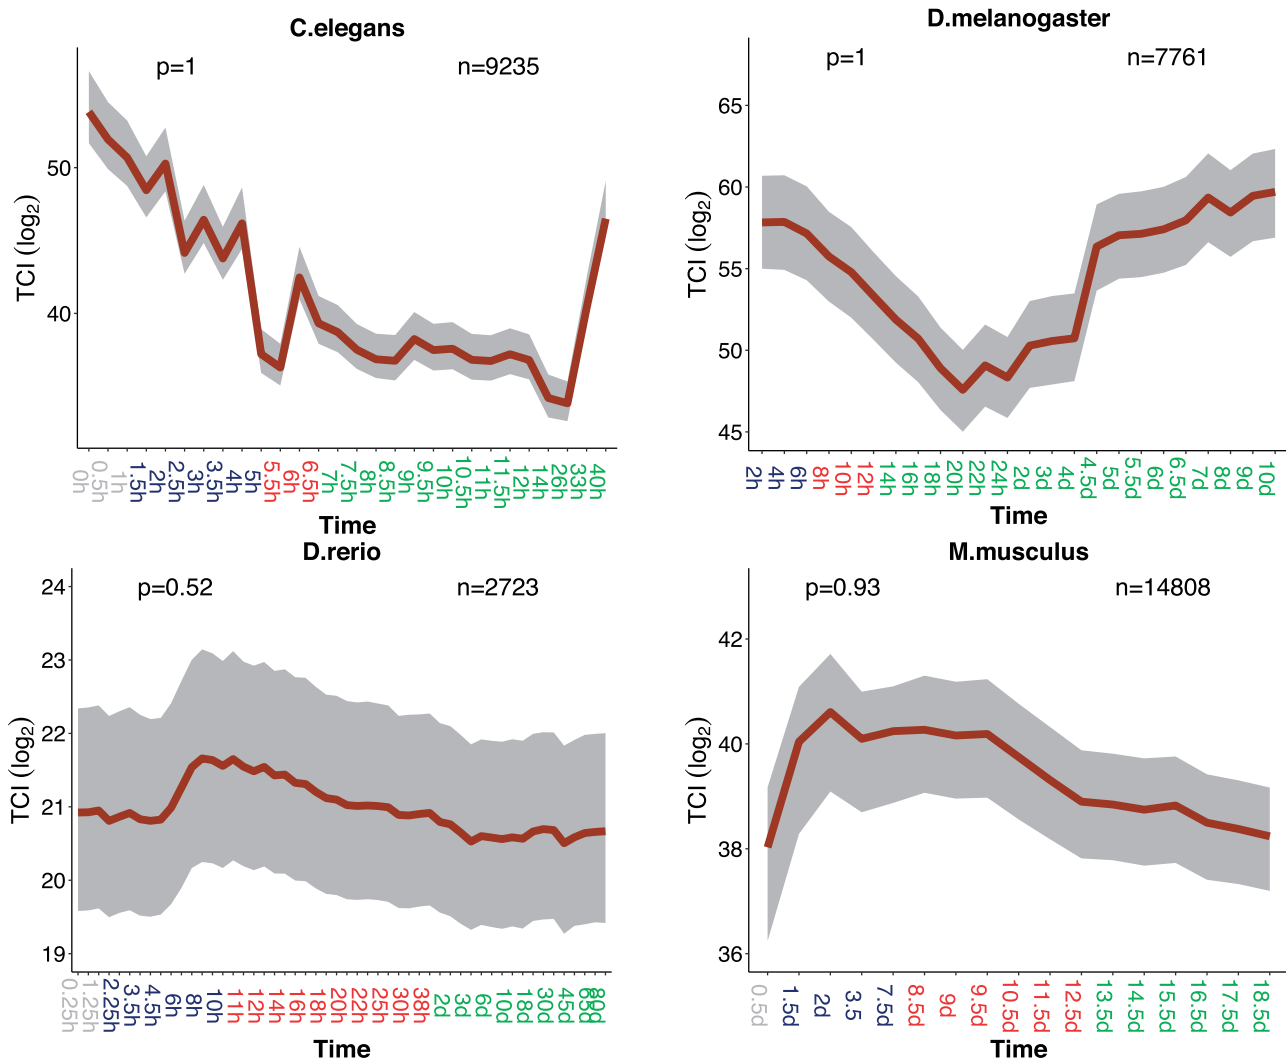 C.elegans
p=1
n=9235
50
40
TCI (log2)
0h 0.5h 1h 1.5h 2h 2.5h 3h 3.5h 4h 5h 5.5h 6h 6.5h 7h 7.5h 8h 8.5h 9h 9.5h 10h 10.5h 11h 11.5h 12h 14h 26h 33h 40h
Time
D.melanogaster
p=1
n=7761
65
60
55
50
45
TCI (log2)
2h 4h 6h 8h 10h 12h 14h 16h 18h 20h 22h 24h 2d 3d 4d 4.5d 5d 5.5d 6d 6.5d 7d 8d 9d 10d
Time
D.rerio
p=0.52
n=2723
24
23
22
21
20
19
TCI (log2)
0.25h 1.25h 2.25h 3.5h 4.5h 6h 8h 10h 11h 12h 14h 16h 18h 20h 22h 25h 30h 38h 2d 3d 6d 10d 18d 30d 45d 65d 80d
Time
M.musculus
p=0.93
n=14808
42
40
38
36
TCI (log2)
0.5d 1.5d 2d 3.5 7.5d 8.5d 9d 9.5d 10.5d 11.5d 12.5d 13.5d 14.5d 15.5d 16.5d 17.5d 18.5d
Time